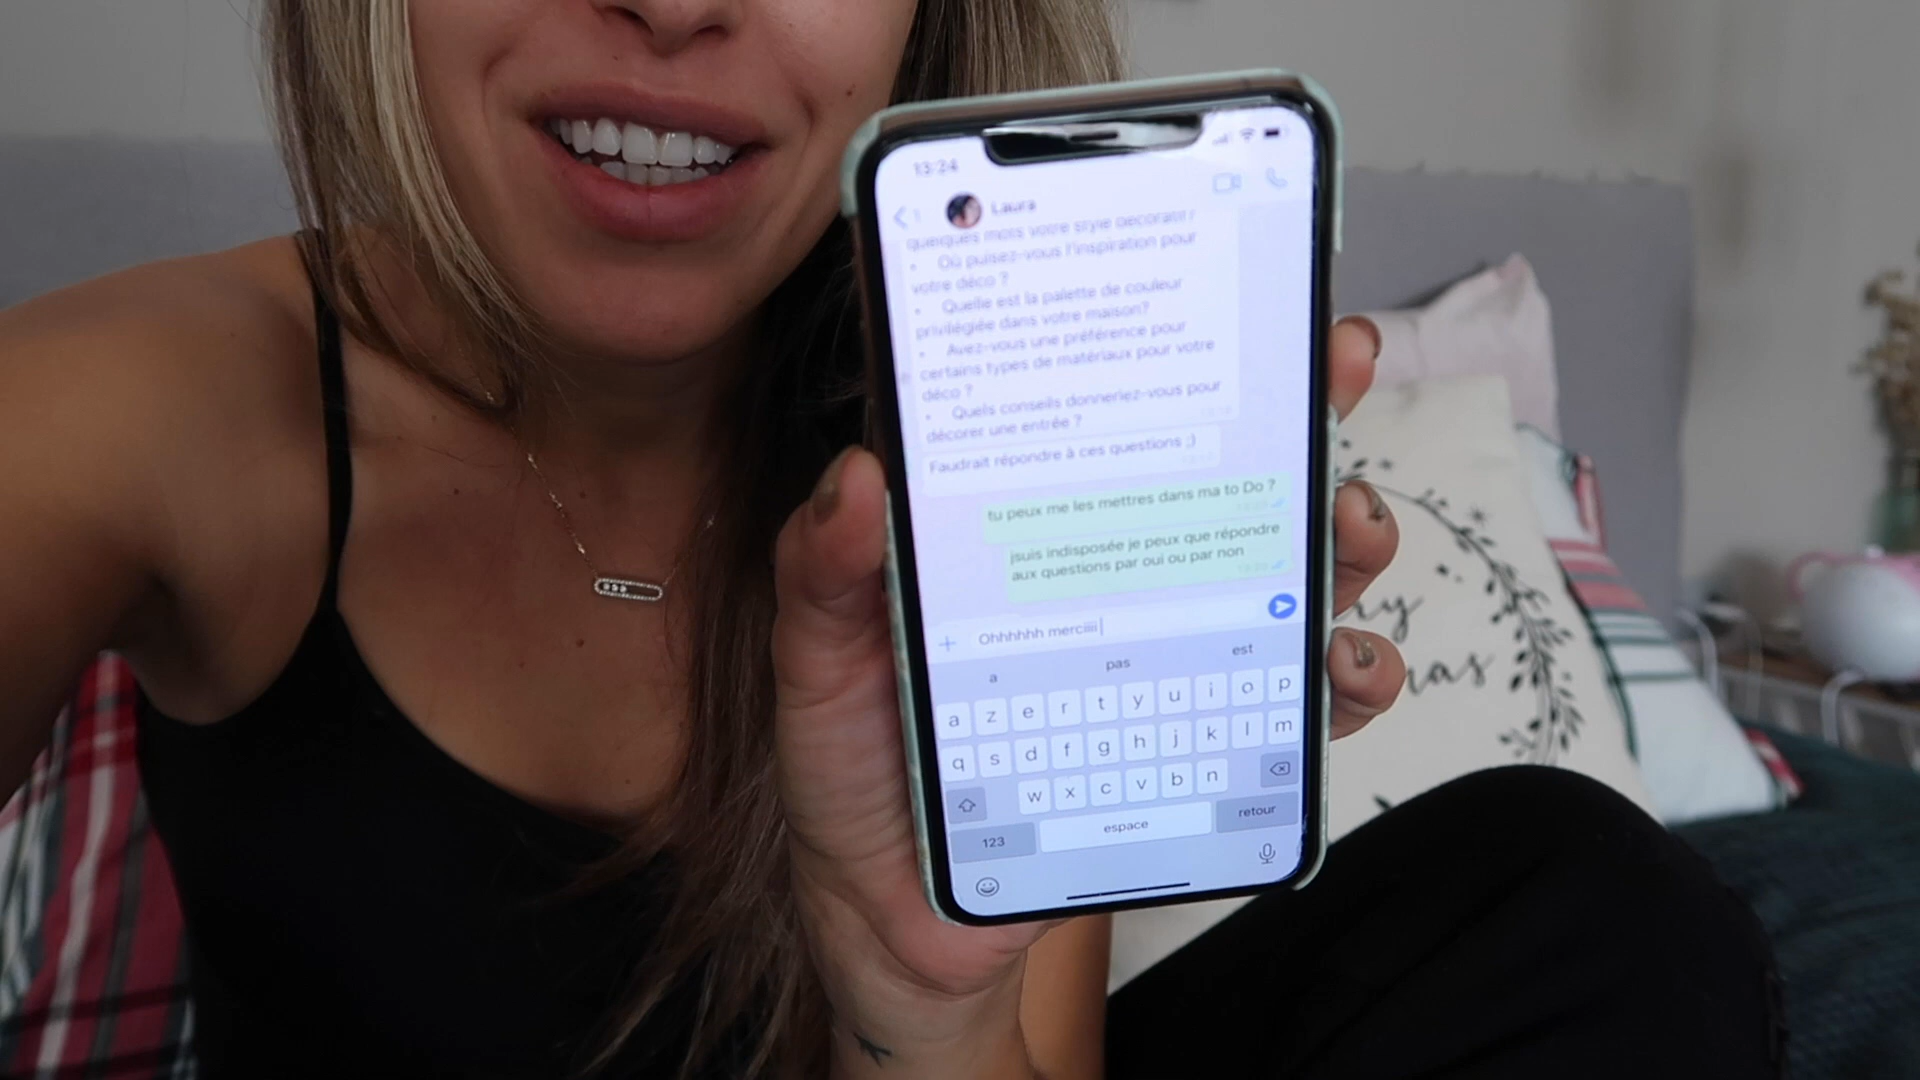 13:24
1
Laura
quelques mots votre style décoratif ?
• Où puisez-vous l'inspiration pour
votre déco ?
• Quelle est la palette de couleur
privilégiée dans votre maison?
• Avez-vous une préférence pour
certains types de matériaux pour votre
déco ?
• Quels conseils donneriez-vous pour
décorer une entrée ?
Faudrait répondre à ces questions ;)
tu peux me les mettres dans ma to Do ?
jsuis indisposée je peux que répondre
aux questions par oui ou par non
Ohhhhhh merciiii
a pas est
a z e r t y u i o p
q s d f g h j k l m
w x c v b n
123 espace retour
ry
mas